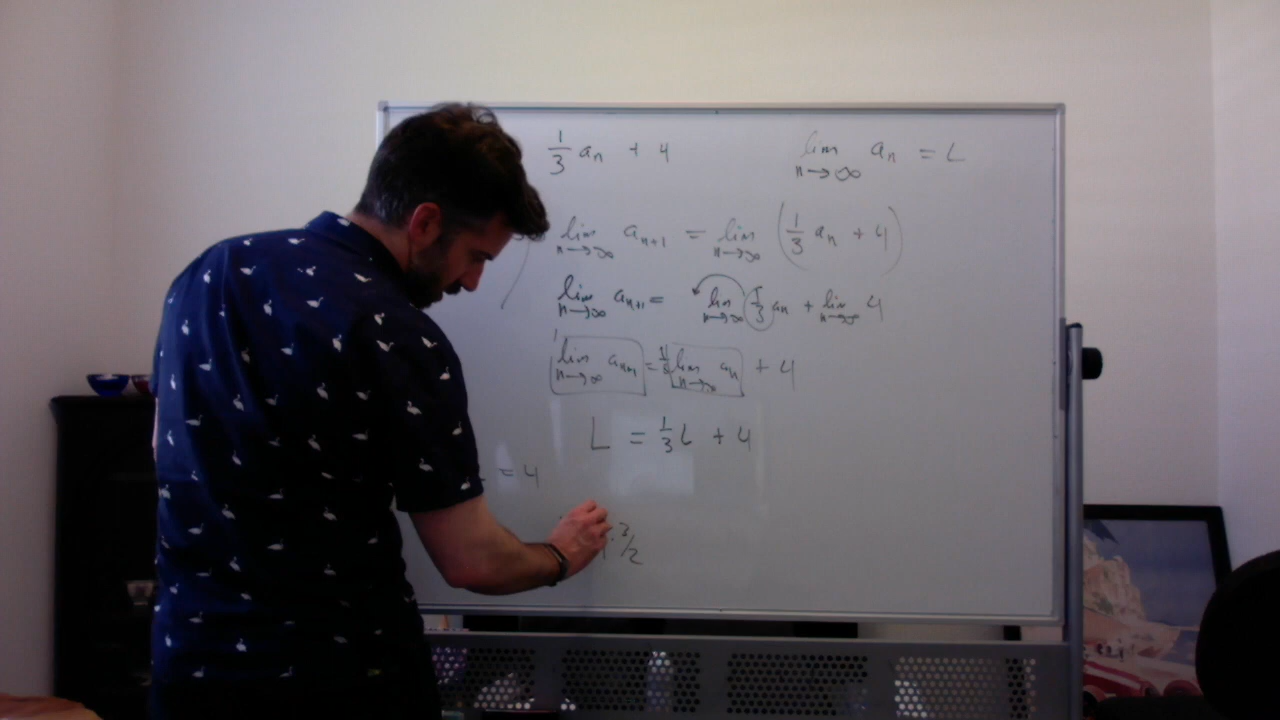 1/3 aₙ + 4
lim n→∞ aₙ = L
lim n→∞ aₙ₊₁ = lim n→∞ (1/3 aₙ + 4)
lim n→∞ aₙ₊₁ = lim n→∞ 1/3 aₙ + lim n→∞ 4
lim n→∞ aₙ₊₁ = 1/3 lim n→∞ aₙ + 4
L = 1/3 L + 4
= 4
· 3/2